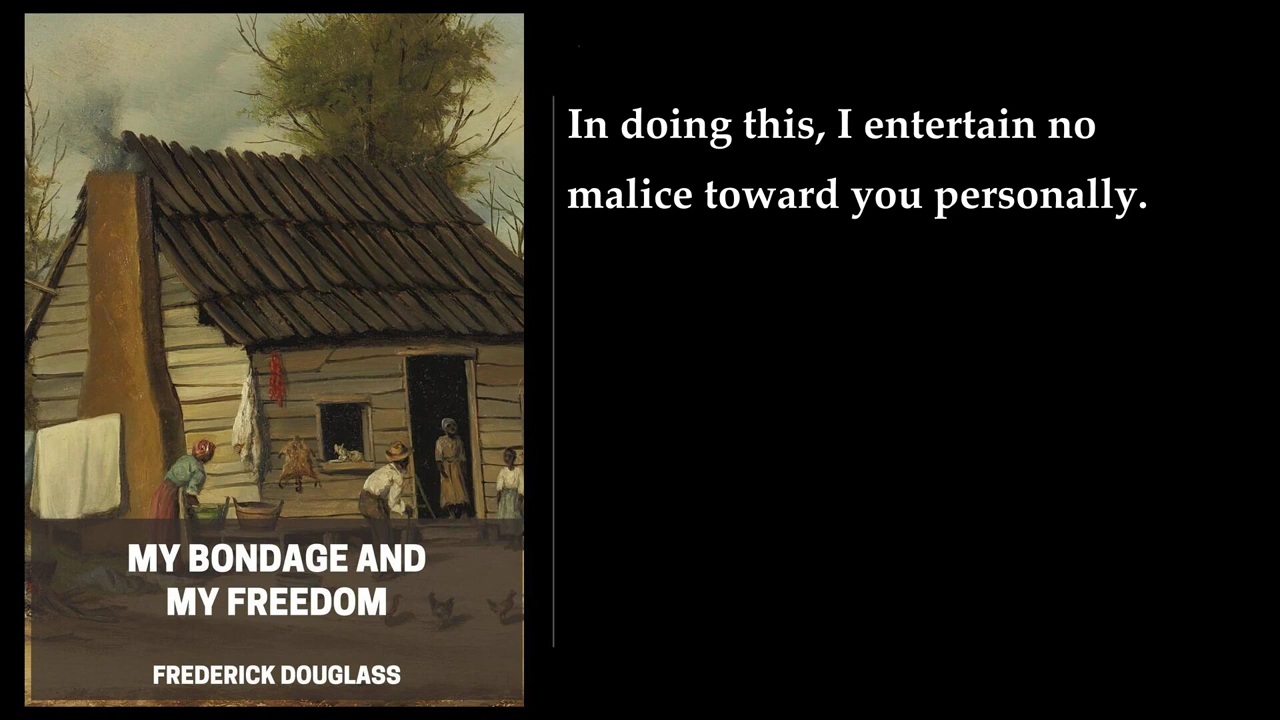 In doing this, I entertain no
malice toward you personally.
MY BONDAGE AND
MY FREEDOM
FREDERICK DOUGLASS